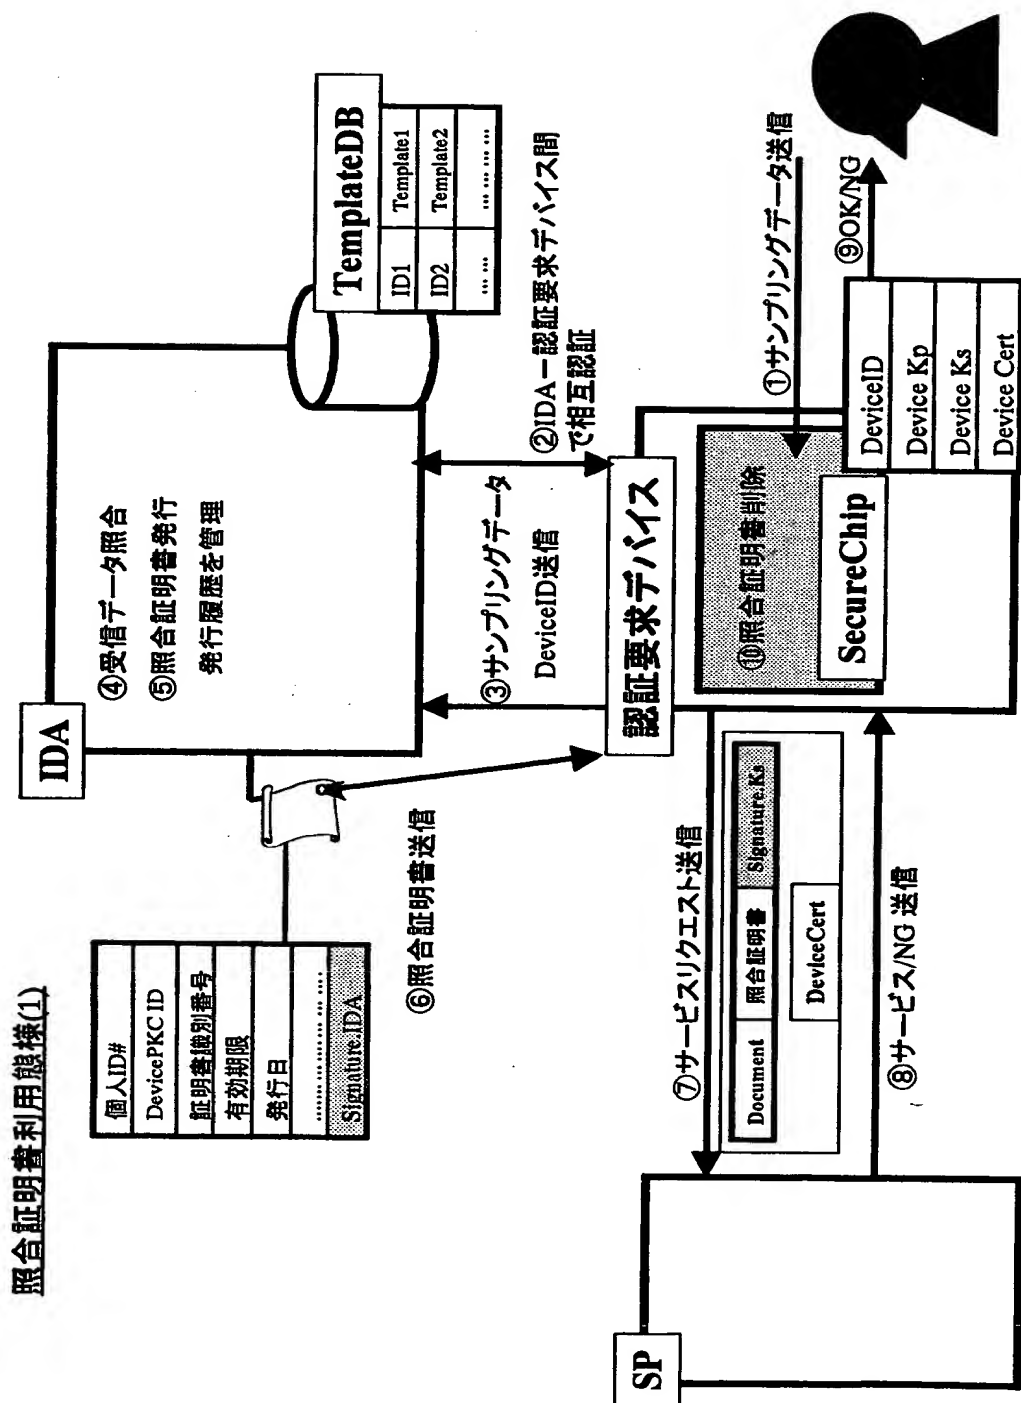 照合証明書利用態様(1)
IDA
④受信データ照合
⑤照合証明書発行
発行履歴を管理
TemplateDB
ID1 Template1
ID2 Template2
…… ………
個人ID#
DevicePKC ID
証明書識別番号
有効期限
発行日
………………
Signature.IDA
⑥照合証明書送信
③サンプリングデータ
DeviceID送信
②IDAー認証要求デバイス間
で相互認証
認証要求デバイス
①サンプリングデータ送信
⑨OK/NG
⑩照合証明書削除
SecureChip
DeviceID
Device Kp
Device Ks
Device Cert
⑦サービスリクエスト送信
Document 照合証明書 Signature.Ks
DeviceCert
⑧サービス/NG 送信
SP